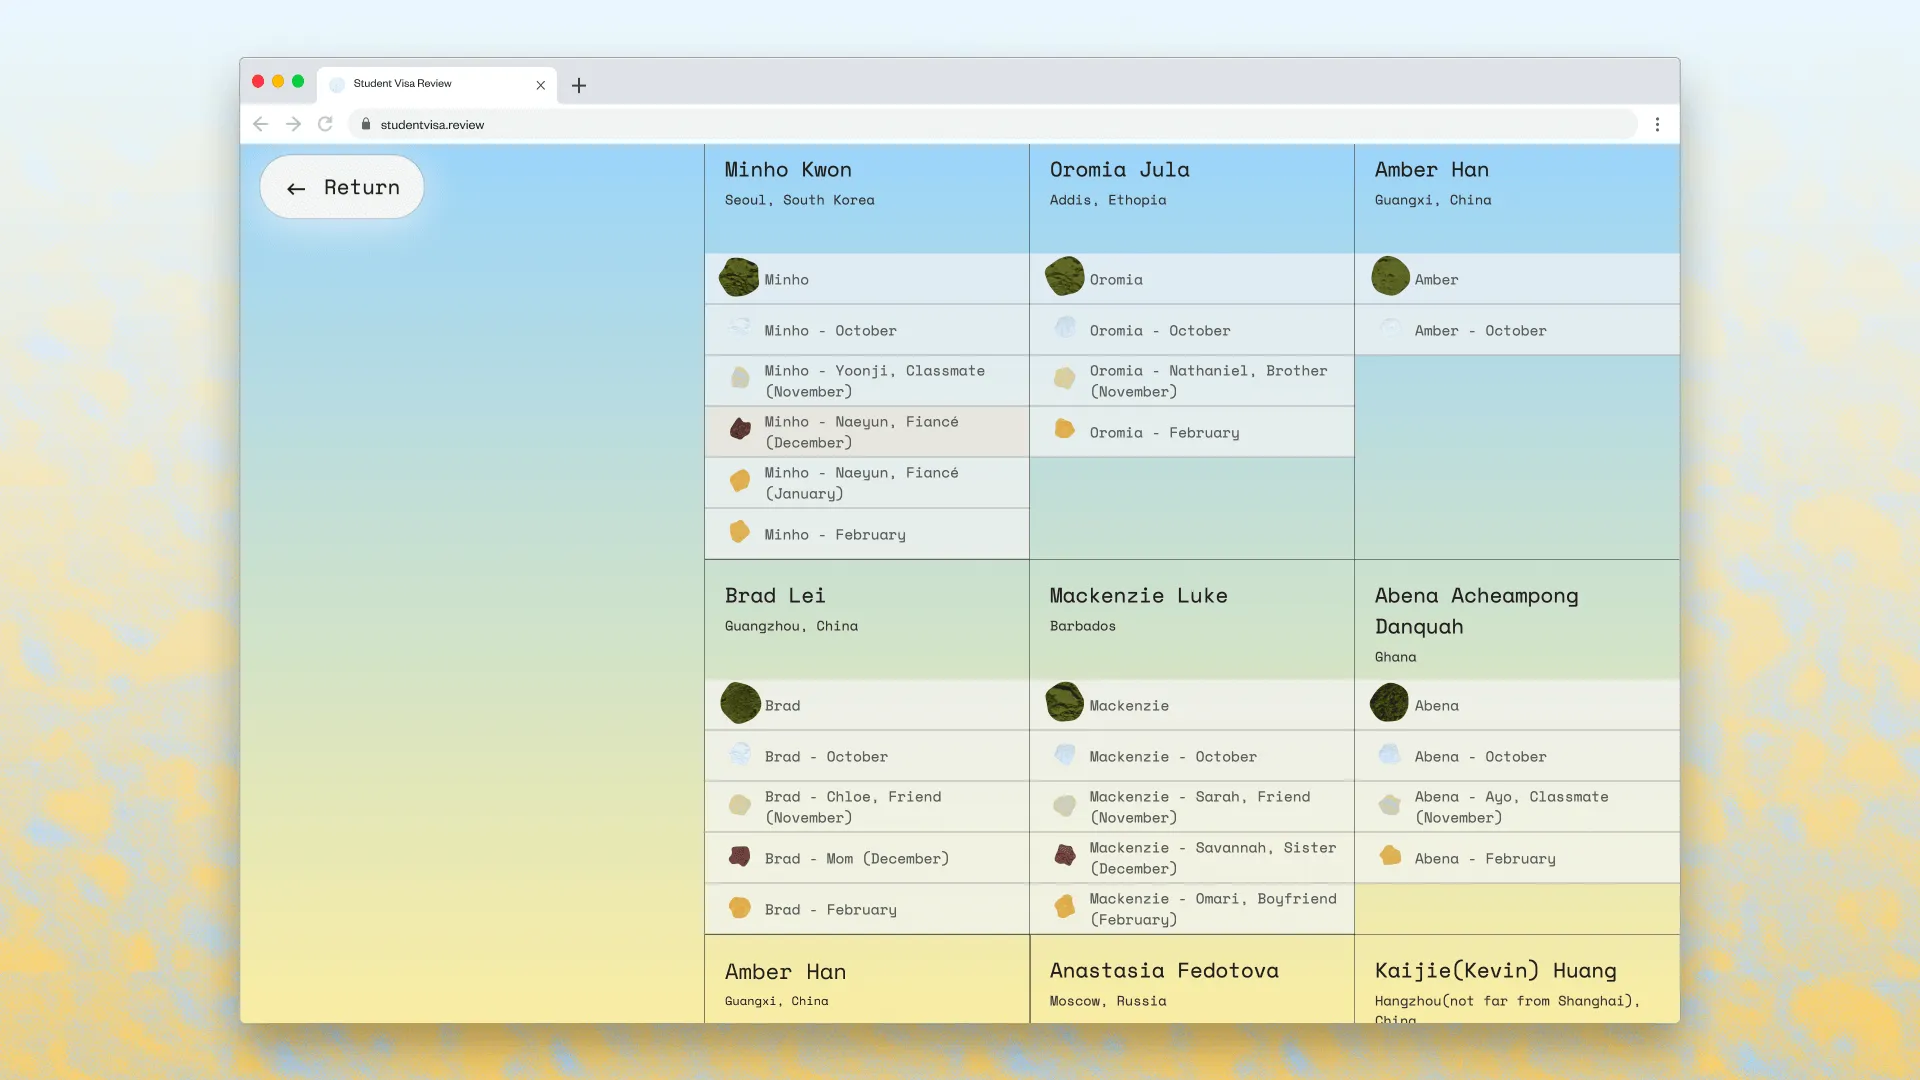 Student Visa Review
studentvisa.review
← Return
Minho Kwon
Seoul, South Korea
Minho
Minho - October
Minho - Yoonji, Classmate
(November)
Minho - Naeyun, Fiancé
(December)
Minho - Naeyun, Fiancé
(January)
Minho - February
Oromia Jula
Addis, Ethopia
Oromia
Oromia - October
Oromia - Nathaniel, Brother
(November)
Oromia - February
Amber Han
Guangxi, China
Amber
Amber - October
Brad Lei
Guangzhou, China
Brad
Brad - October
Brad - Chloe, Friend
(November)
Brad - Mom (December)
Brad - February
Mackenzie Luke
Barbados
Mackenzie
Mackenzie - October
Mackenzie - Sarah, Friend
(November)
Mackenzie - Savannah, Sister
(December)
Mackenzie - Omari, Boyfriend
(February)
Abena Acheampong
Danquah
Ghana
Abena
Abena - October
Abena - Ayo, Classmate
(November)
Abena - February
Amber Han
Guangxi, China
Anastasia Fedotova
Moscow, Russia
Kaijie(Kevin) Huang
Hangzhou(not far from Shanghai),
China